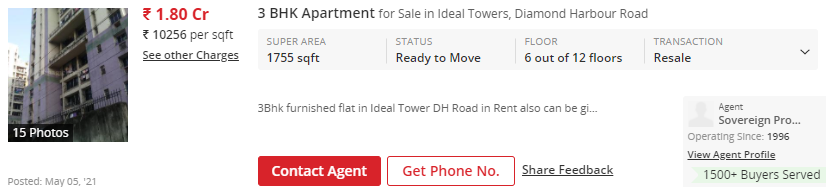 ₹ 1.80 Cr
₹ 10256 per sqft
See other Charges
15 Photos
Posted: May 05, '21
3 BHK Apartment for Sale in Ideal Towers, Diamond Harbour Road
SUPER AREA
1755 sqft
STATUS
Ready to Move
FLOOR
6 out of 12 floors
TRANSACTION
Resale
3Bhk furnished flat in Ideal Tower DH Road in Rent also can be gi...
Contact Agent
Get Phone No.
Share Feedback
Agent
Sovereign Pro...
Operating Since: 1996
View Agent Profile
1500+ Buyers Served